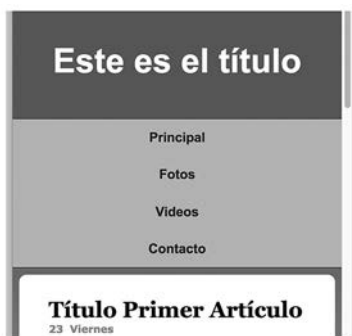 Este es el título
Principal
Fotos
Videos
Contacto
Título Primer Artículo
23 Viernes